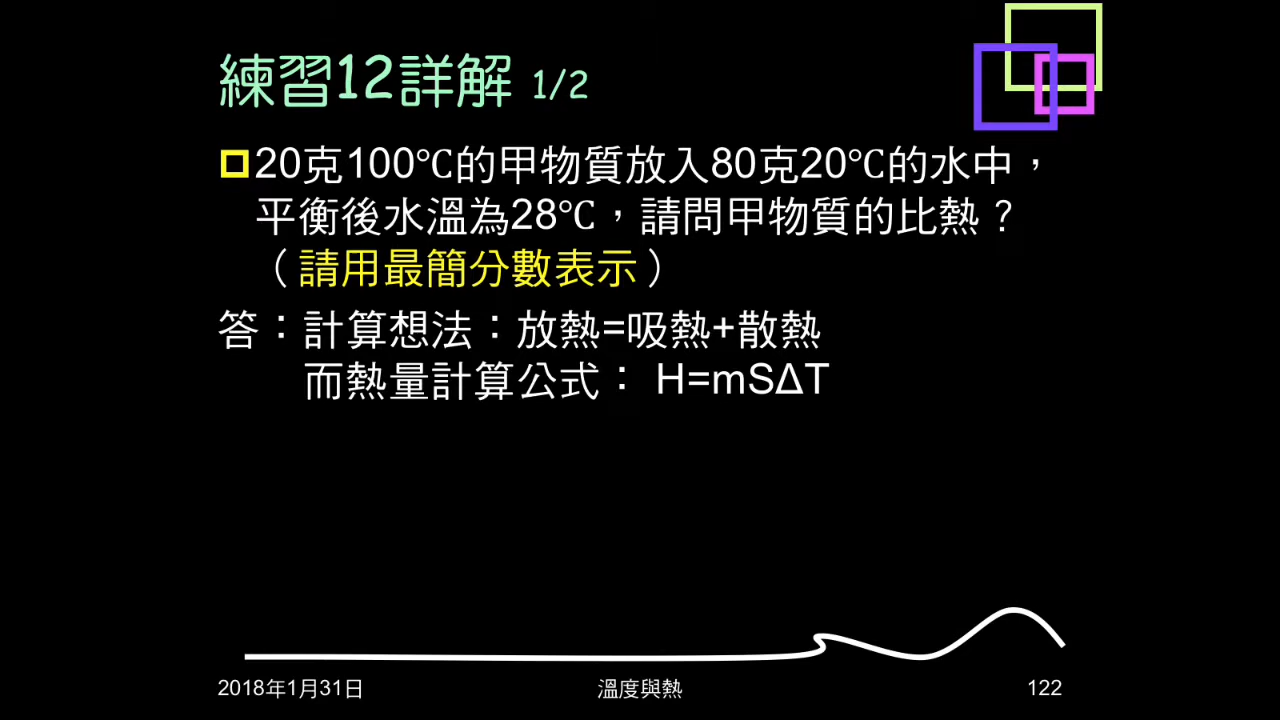 練習12詳解 1/2
20克100℃的甲物質放入80克20℃的水中，
平衡後水溫為28℃，請問甲物質的比熱？
（請用最簡分數表示）
答：計算想法：放熱=吸熱+散熱
而熱量計算公式： H=mSΔT
2018年1月31日
溫度與熱
122